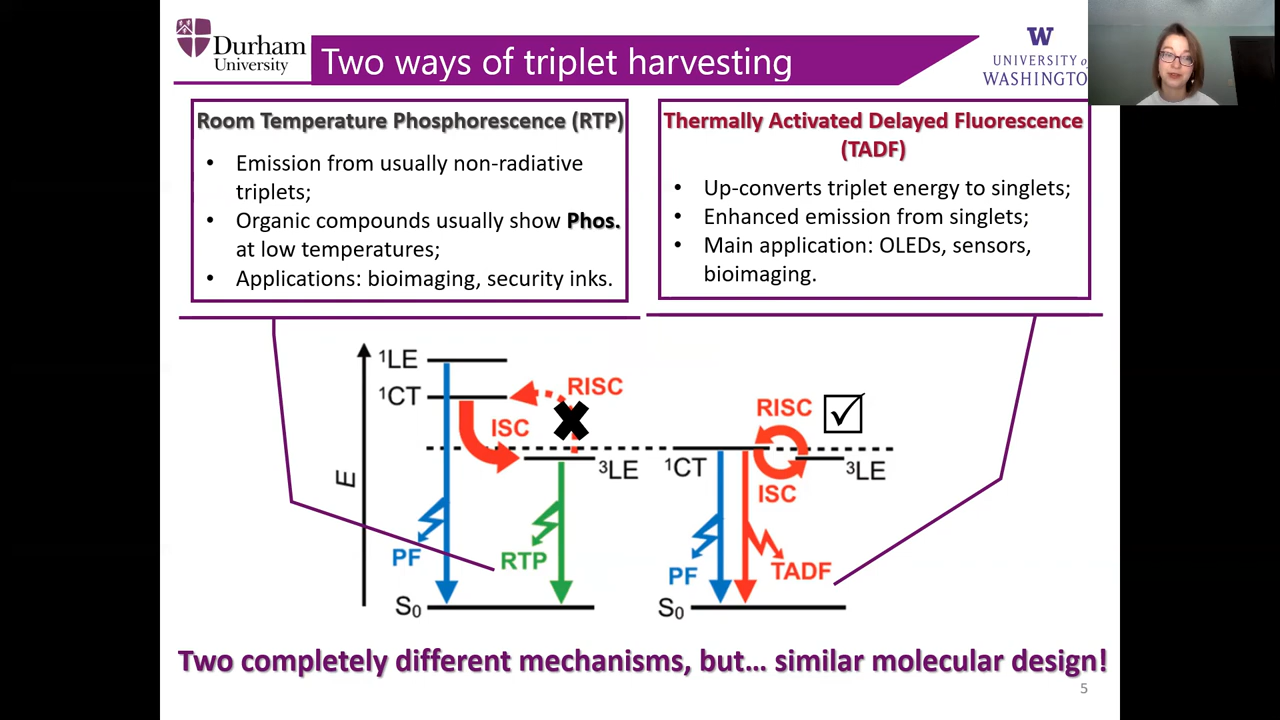 Durham
University
Two ways of triplet harvesting
W
UNIVERSITY of
WASHINGTO
Room Temperature Phosphorescence (RTP)
• Emission from usually non-radiative
triplets;
• Organic compounds usually show Phos.
at low temperatures;
• Applications: bioimaging, security inks.
Thermally Activated Delayed Fluorescence
(TADF)
• Up-converts triplet energy to singlets;
• Enhanced emission from singlets;
• Main application: OLEDs, sensors,
bioimaging.
E
¹LE
¹CT
RISC
ISC
³LE
PF
RTP
S₀
RISC
¹CT
³LE
ISC
PF
TADF
S₀
Two completely different mechanisms, but... similar molecular design!
5